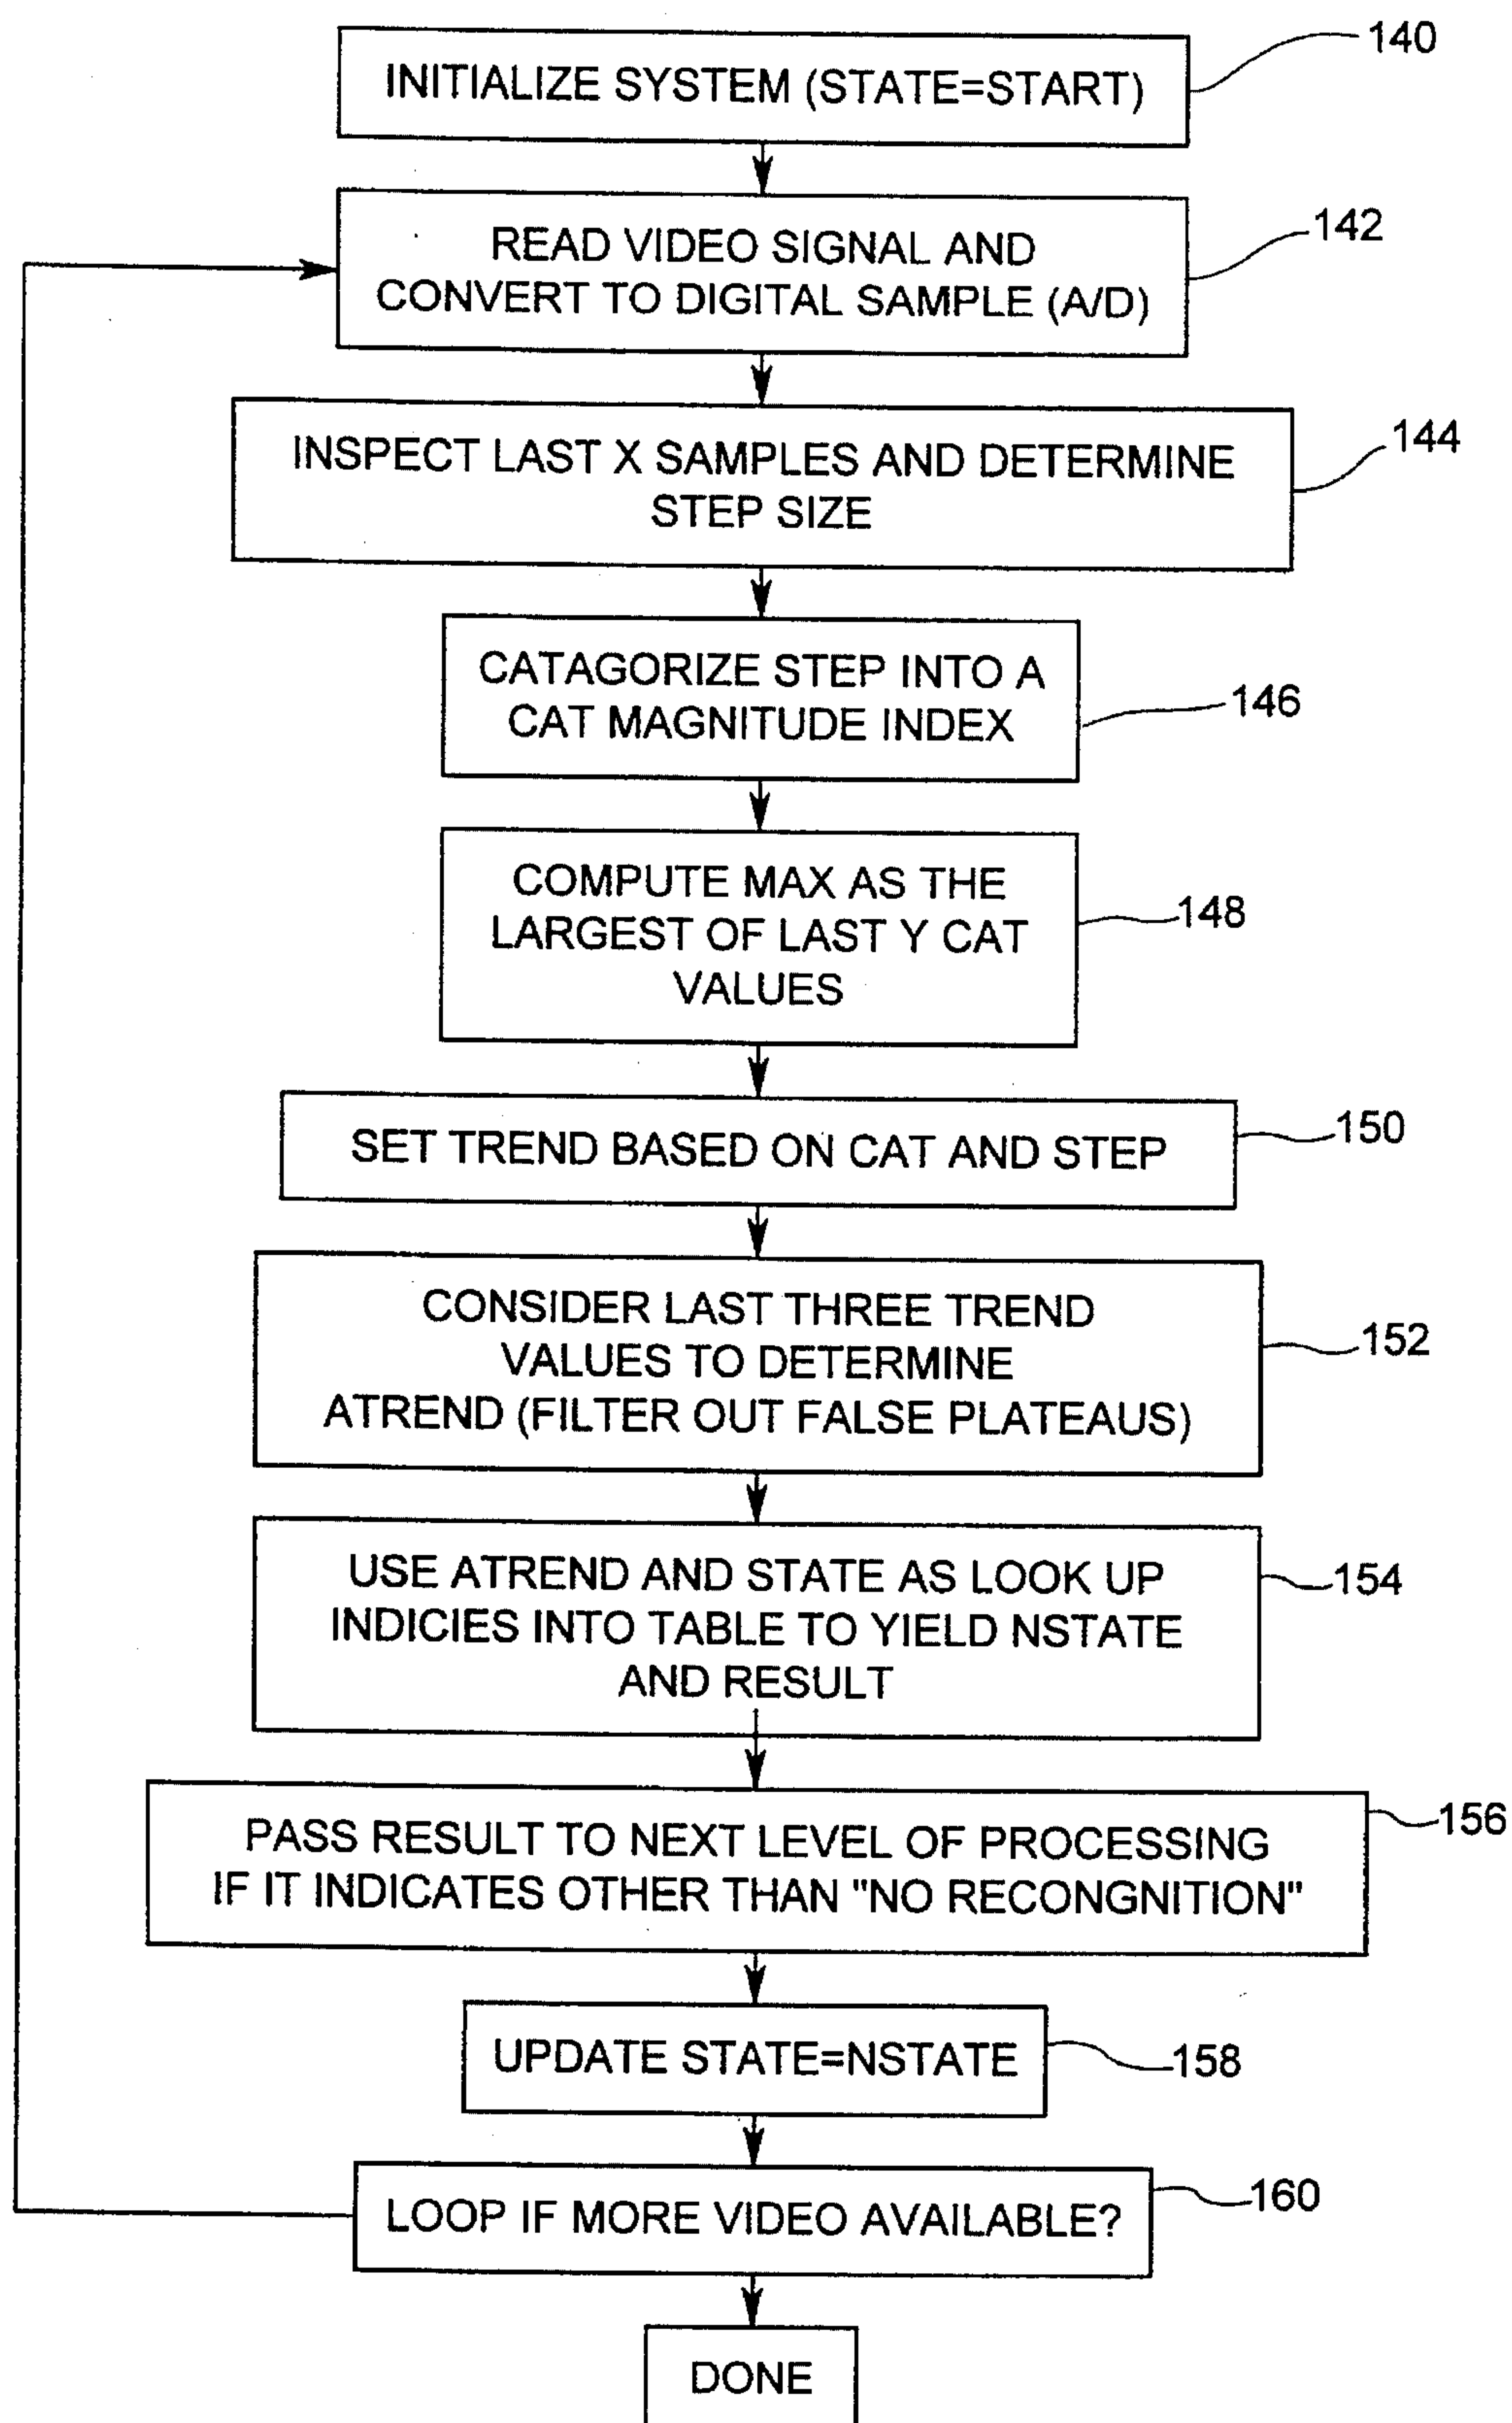 140
INITIALIZE SYSTEM (STATE=START)
142
READ VIDEO SIGNAL AND
CONVERT TO DIGITAL SAMPLE (A/D)
144
INSPECT LAST X SAMPLES AND DETERMINE
STEP SIZE
CATAGORIZE STEP INTO A
CAT MAGNITUDE INDEX
146
COMPUTE MAX AS THE
LARGEST OF LAST Y CAT
VALUES
148
SET TREND BASED ON CAT AND STEP
150
CONSIDER LAST THREE TREND
VALUES TO DETERMINE
ATREND (FILTER OUT FALSE PLATEAUS)
152
USE ATREND AND STATE AS LOOK UP
INDICIES INTO TABLE TO YIELD NSTATE
AND RESULT
154
PASS RESULT TO NEXT LEVEL OF PROCESSING
IF IT INDICATES OTHER THAN "NO RECONGNITION"
156
UPDATE STATE=NSTATE
158
LOOP IF MORE VIDEO AVAILABLE?
160
DONE